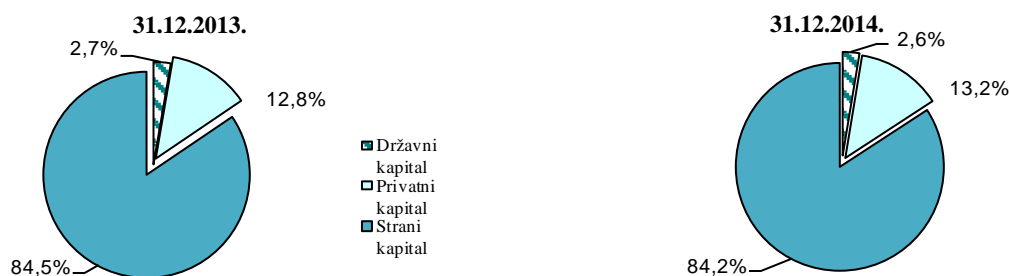 31.12.2013.
2,7%
12,8%
84,5%
Državni
kapital
Privatni
kapital
Strani
kapital
31.12.2014.
2,6%
13,2%
84,2%